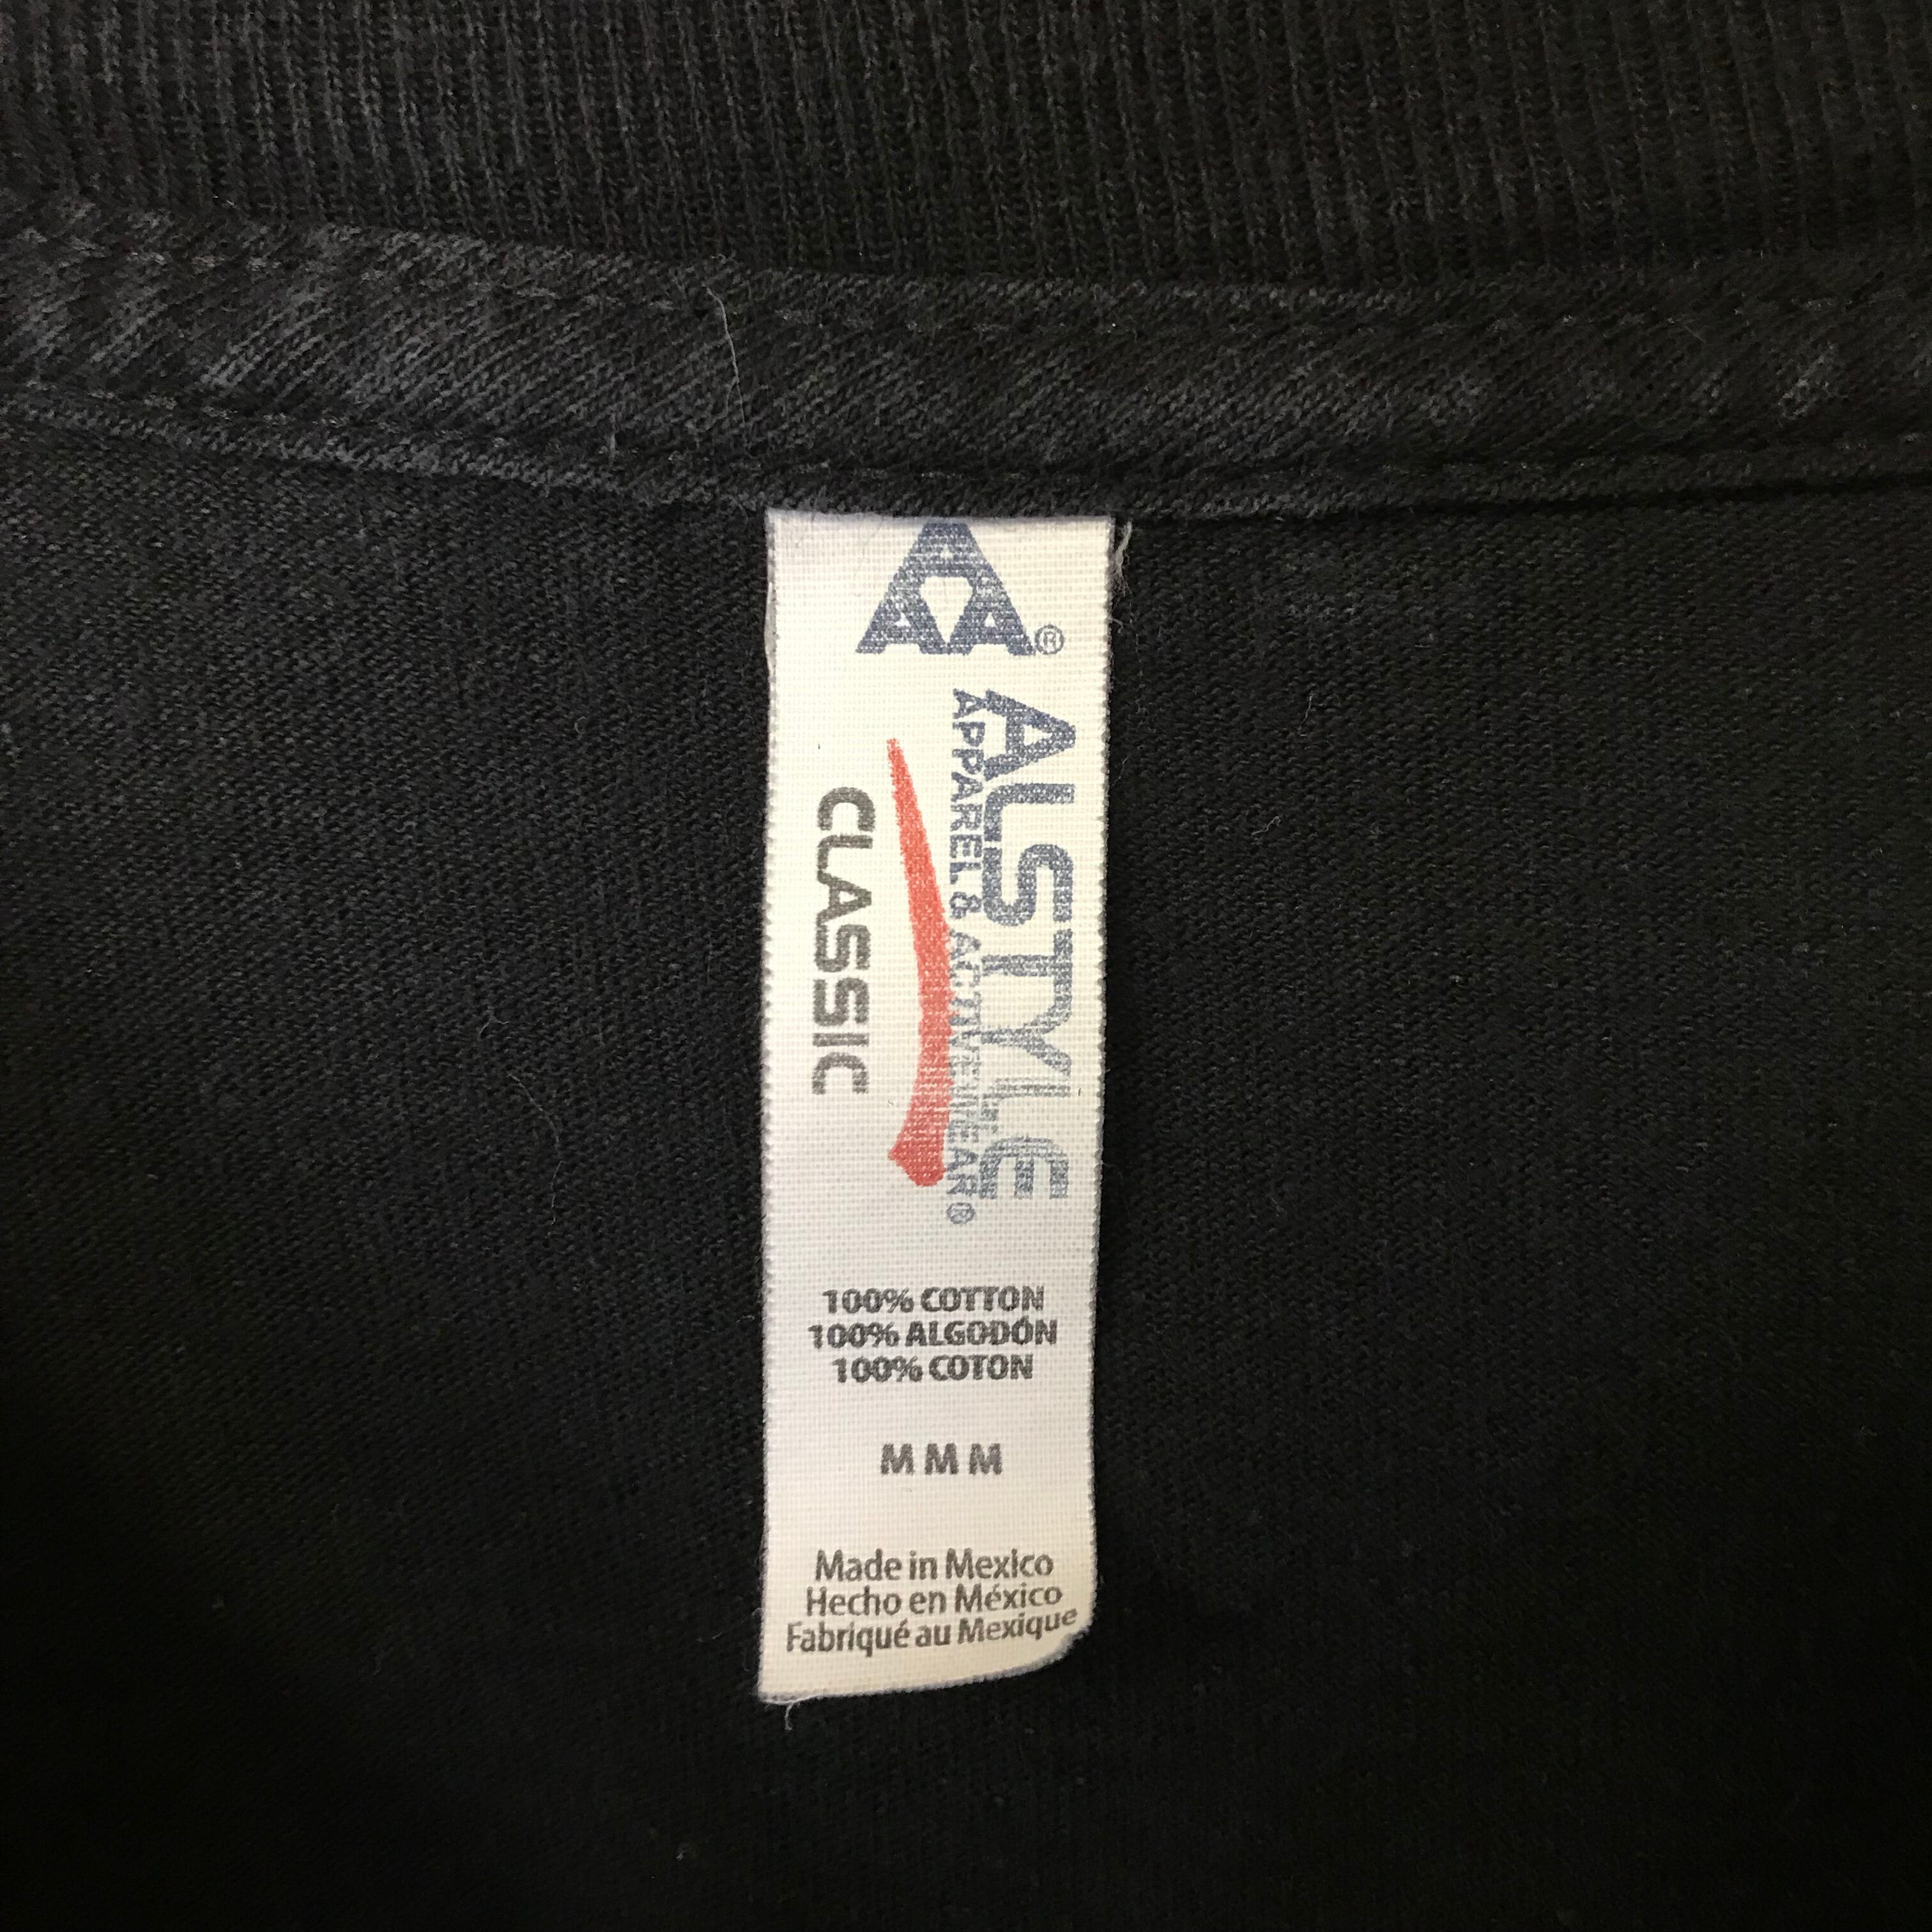 AAA®
ALSTYLE
APPAREL & ACTIVEWEAR®
CLASSIC
100% COTTON
100% ALGODÓN
100% COTON
M M M
Made in Mexico
Hecho en México
Fabriqué au Mexique